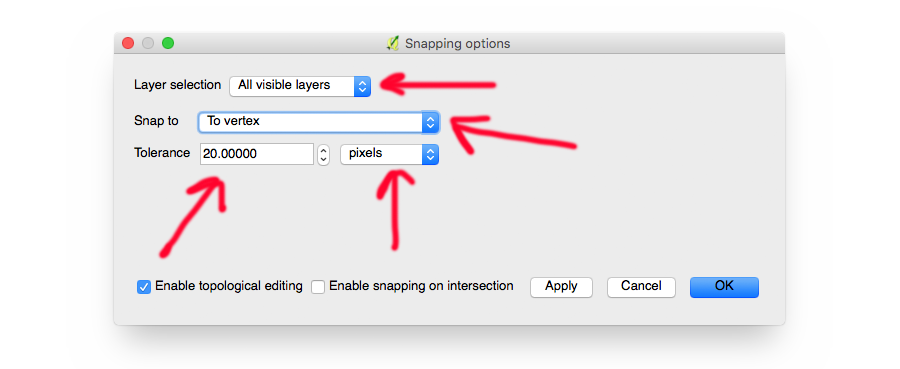 Snapping options
Layer selection All visible layers
Snap to To vertex
Tolerance 20.00000 pixels
Enable topological editing Enable snapping on intersection Apply Cancel OK